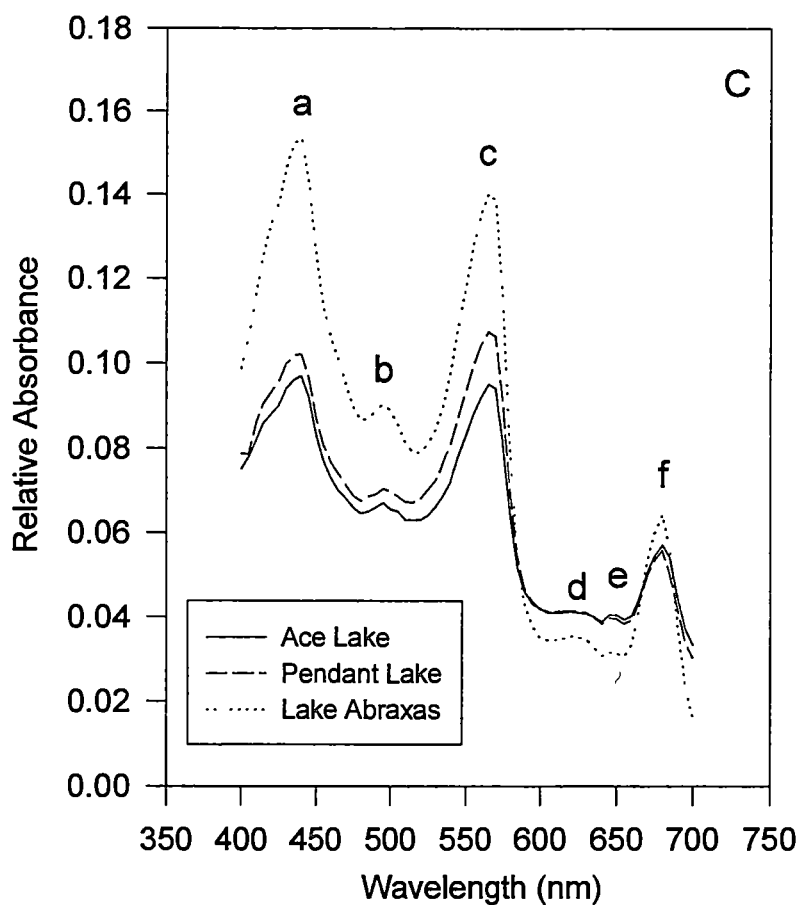 C
0.18
0.16
0.14
0.12
0.10
0.08
0.06
0.04
0.02
0.00
Relative Absorbance
a
b
c
d
e
f
Ace Lake
Pendant Lake
Lake Abraxas
350 400 450 500 550 600 650 700 750
Wavelength (nm)